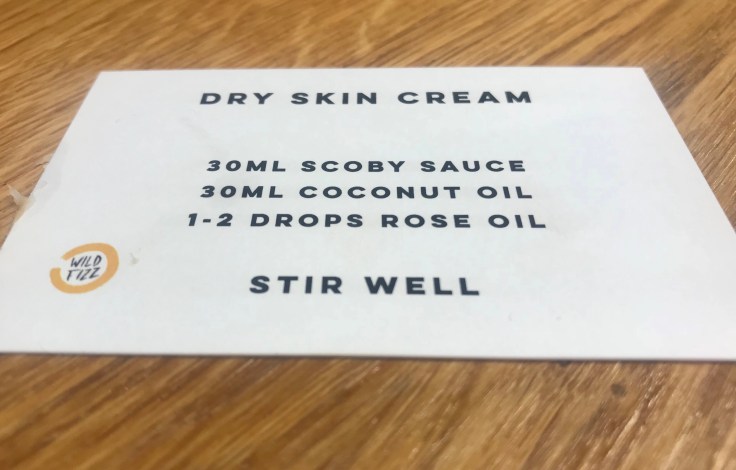 DRY SKIN CREAM
30ML SCOBY SAUCE
30ML COCONUT OIL
1-2 DROPS ROSE OIL
WILD
FIZZ
STIR WELL